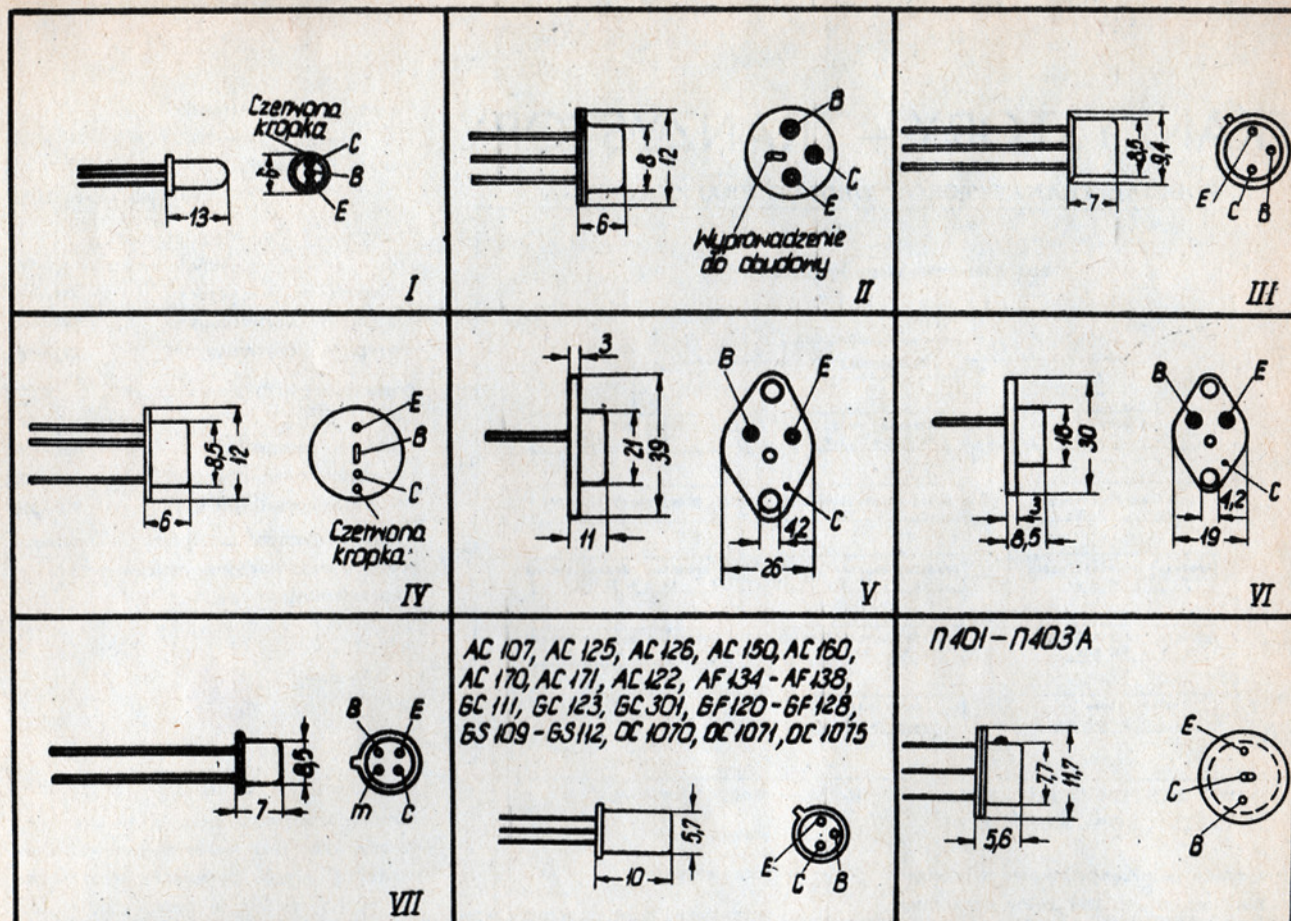 Czerwona
kropka
C
B
E
6
13
I
B
C
E
8
12
6
Wyprowadzenie
do obudowy
II
8,5
9,4
7
E
C
B
III
E
B
C
8,5
12
6
Czerwona
kropka
IV
3
B
E
21
39
C
11
4,2
26
V
B
E
18
30
C
2
4,2
8,5
19
VI
B
E
8,5
7
m
C
VII
AC 107, AC 125, AC 126, AC 150, AC 160,
AC 170, AC 171, AC 122, AF 134 - AF 138,
GC 111, GC 123, GC 301, GF 120 - GF 128,
GS 109 - GS 112, OC 1070, OC 1071, OC 1075
5,7
10
E
C
B
П401 - П403 A
E
7,7
11,7
C
5,6
B